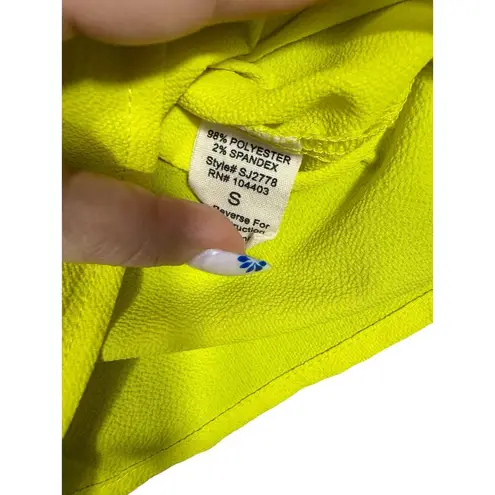 98% POLYESTER
2% SPANDEX
Style# SJ2778
RN# 104403
S
Reverse For